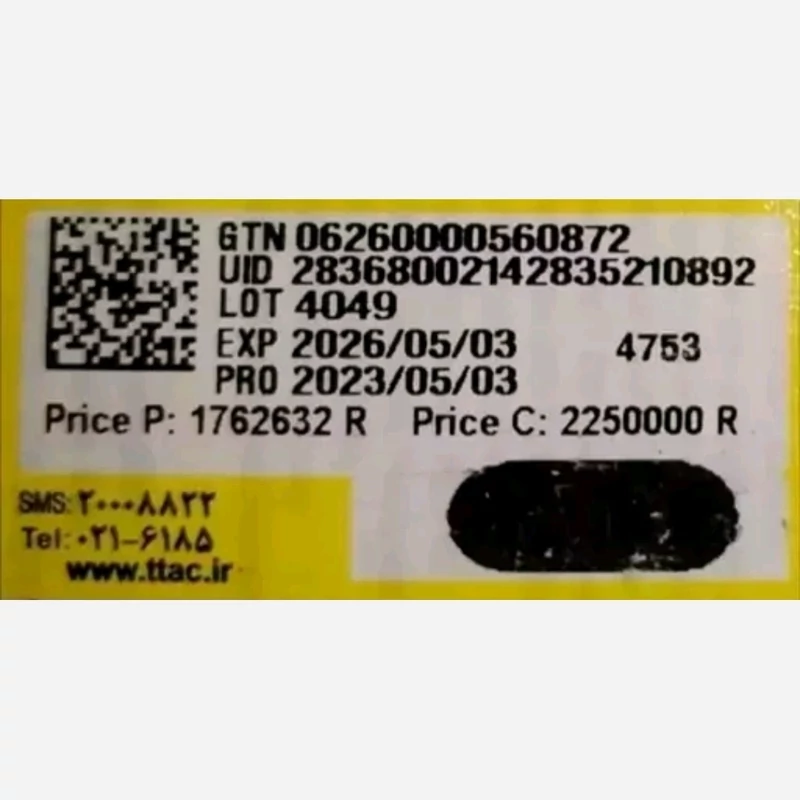 GTN 06260000560872
UID 28368002142835210892
LOT 4049
EXP 2026/05/03 4753
PRO 2023/05/03
Price P: 1762632 R Price C: 2250000 R
SMS: ۲۰۰۰۸۸۲۲
Tel: ۰۲۱-۶۱۸۵
www.ttac.ir